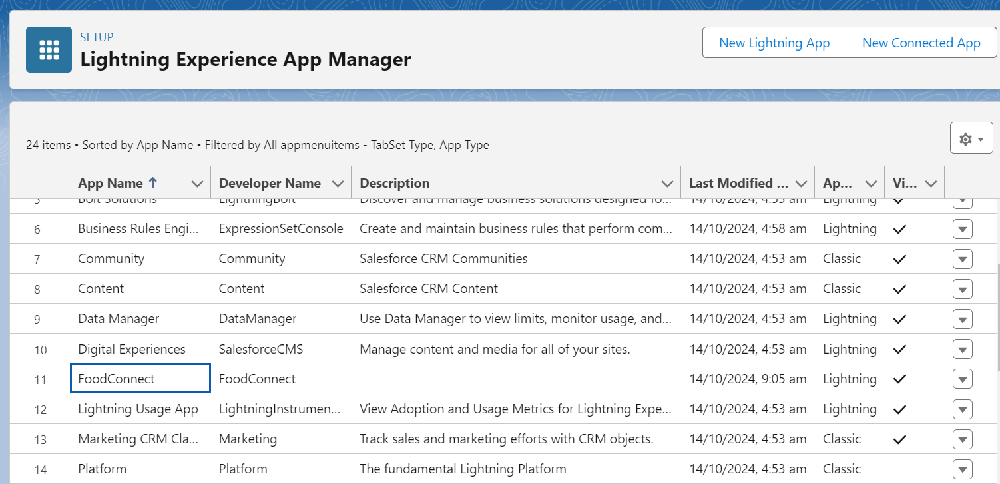 SETUP
Lightning Experience App Manager
New Lightning App New Connected App
24 items • Sorted by App Name • Filtered by All appmenuitems - TabSet Type, App Type
App Name ↑ Developer Name Description Last Modified ... Ap... Vi...
5 Bolt Solutions LightningBolt Discover and manage business solutions designed fo... 14/10/2024, 4:53 am Lightning ✓
6 Business Rules Engi... ExpressionSetConsole Create and maintain business rules that perform com... 14/10/2024, 4:58 am Lightning ✓
7 Community Community Salesforce CRM Communities 14/10/2024, 4:53 am Classic ✓
8 Content Content Salesforce CRM Content 14/10/2024, 4:53 am Classic ✓
9 Data Manager DataManager Use Data Manager to view limits, monitor usage, and... 14/10/2024, 4:53 am Lightning ✓
10 Digital Experiences SalesforceCMS Manage content and media for all of your sites. 14/10/2024, 4:53 am Lightning ✓
11 FoodConnect FoodConnect 14/10/2024, 9:05 am Lightning ✓
12 Lightning Usage App LightningInstrumen... View Adoption and Usage Metrics for Lightning Expe... 14/10/2024, 4:53 am Lightning ✓
13 Marketing CRM Cla... Marketing Track sales and marketing efforts with CRM objects. 14/10/2024, 4:53 am Classic ✓
14 Platform Platform The fundamental Lightning Platform 14/10/2024, 4:53 am Classic